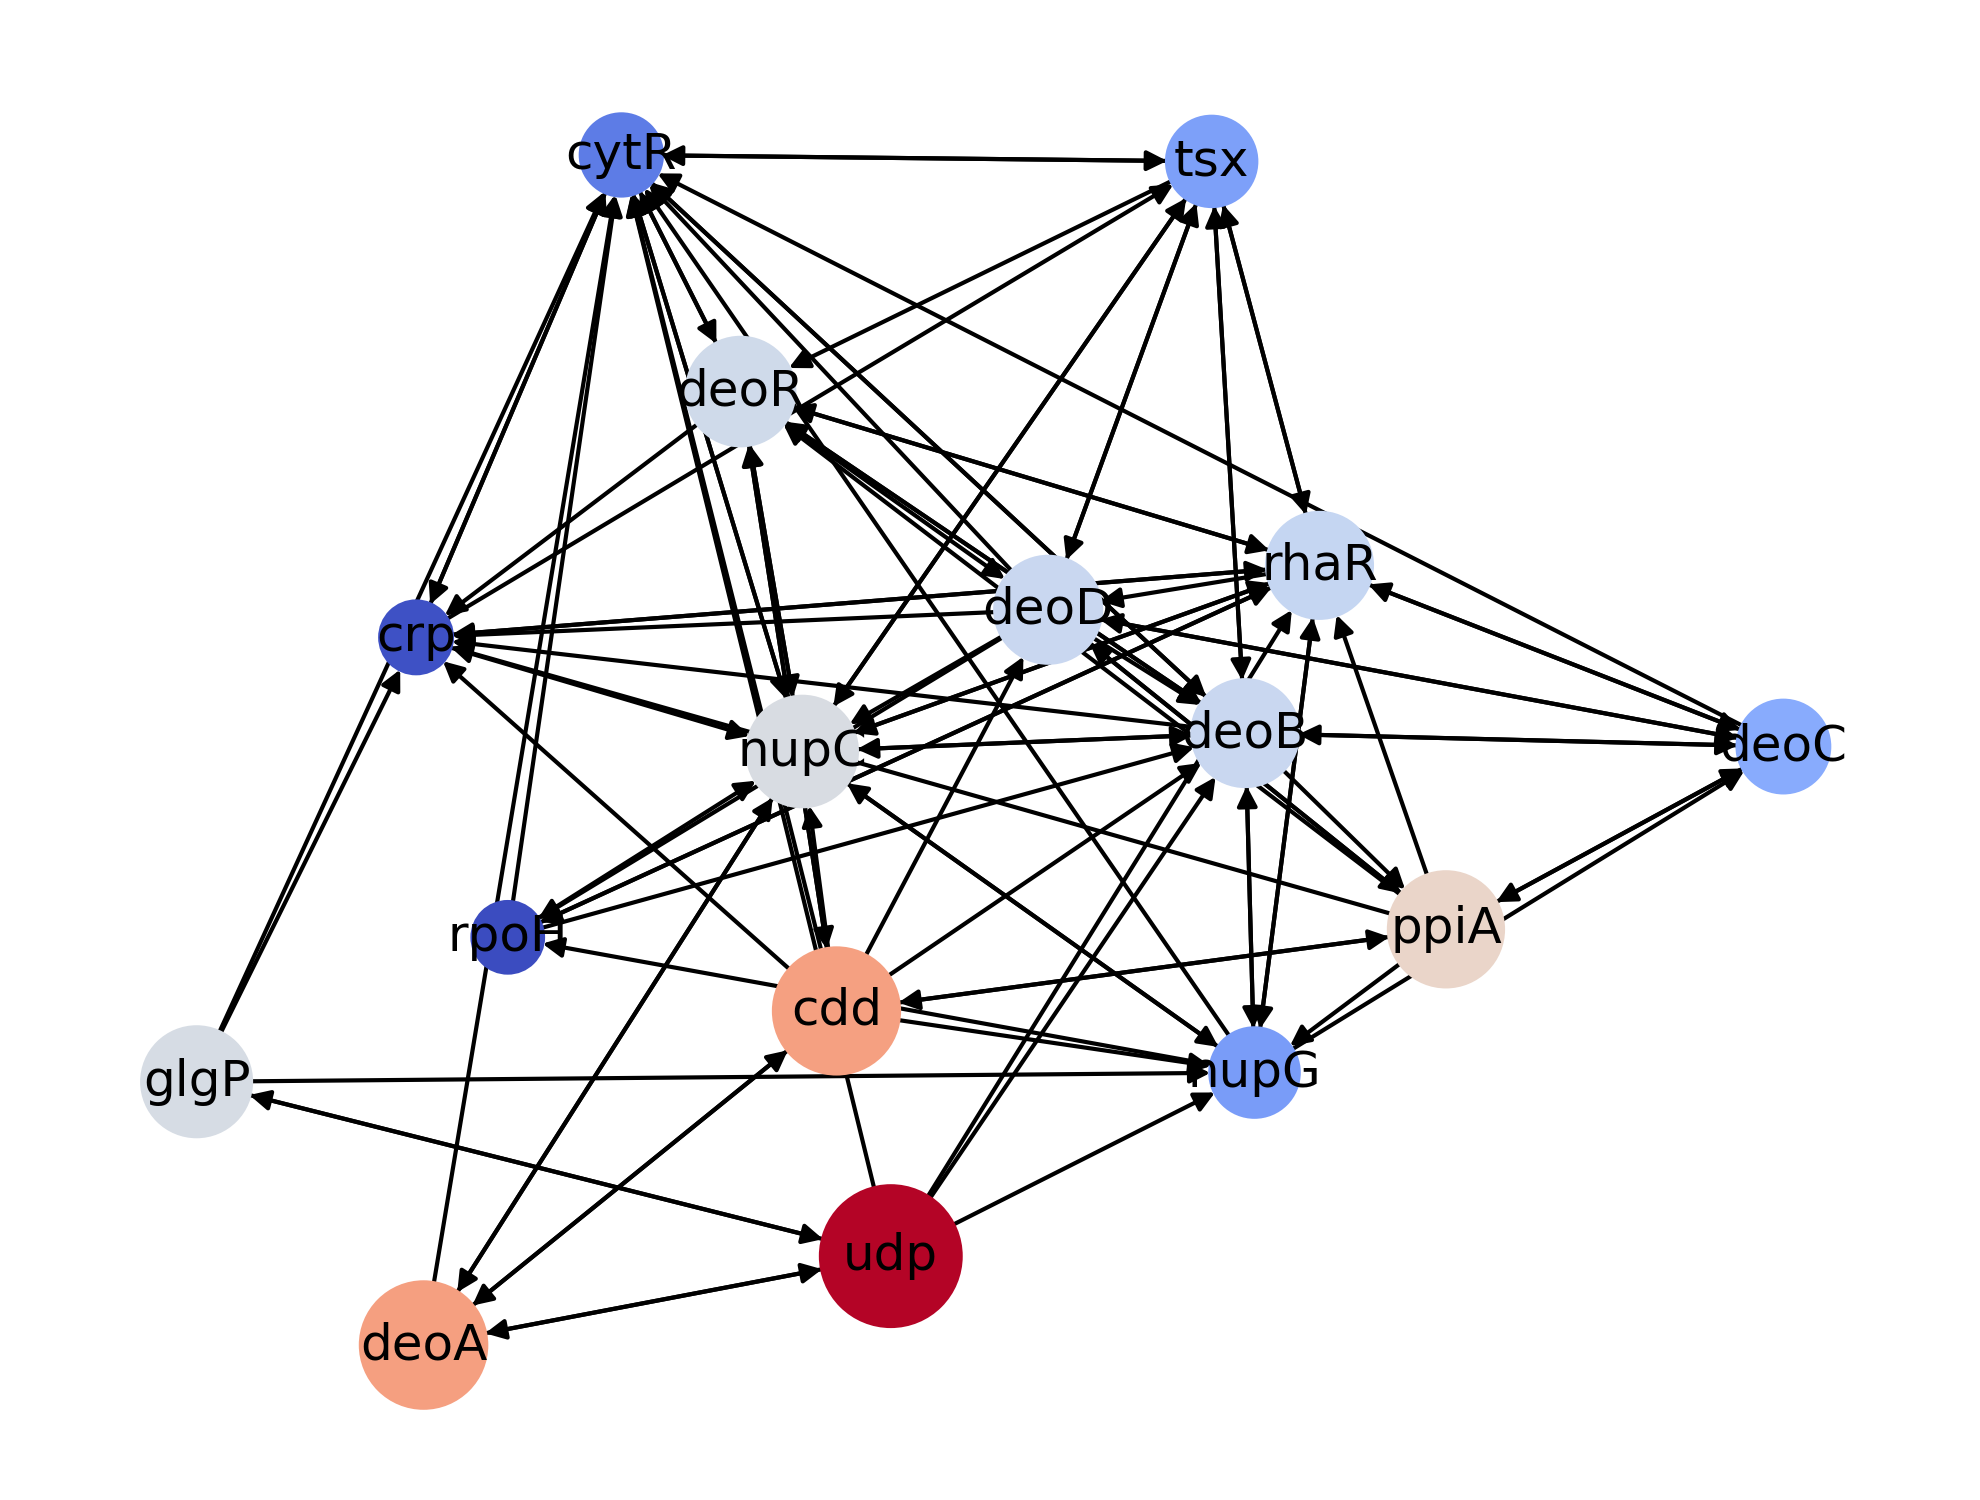 cytR
tsx
deoR
rhaR
deoD
crp
deoB
nupC
deoC
ppiA
rpoH
cdd
nupG
glgP
udp
deoA